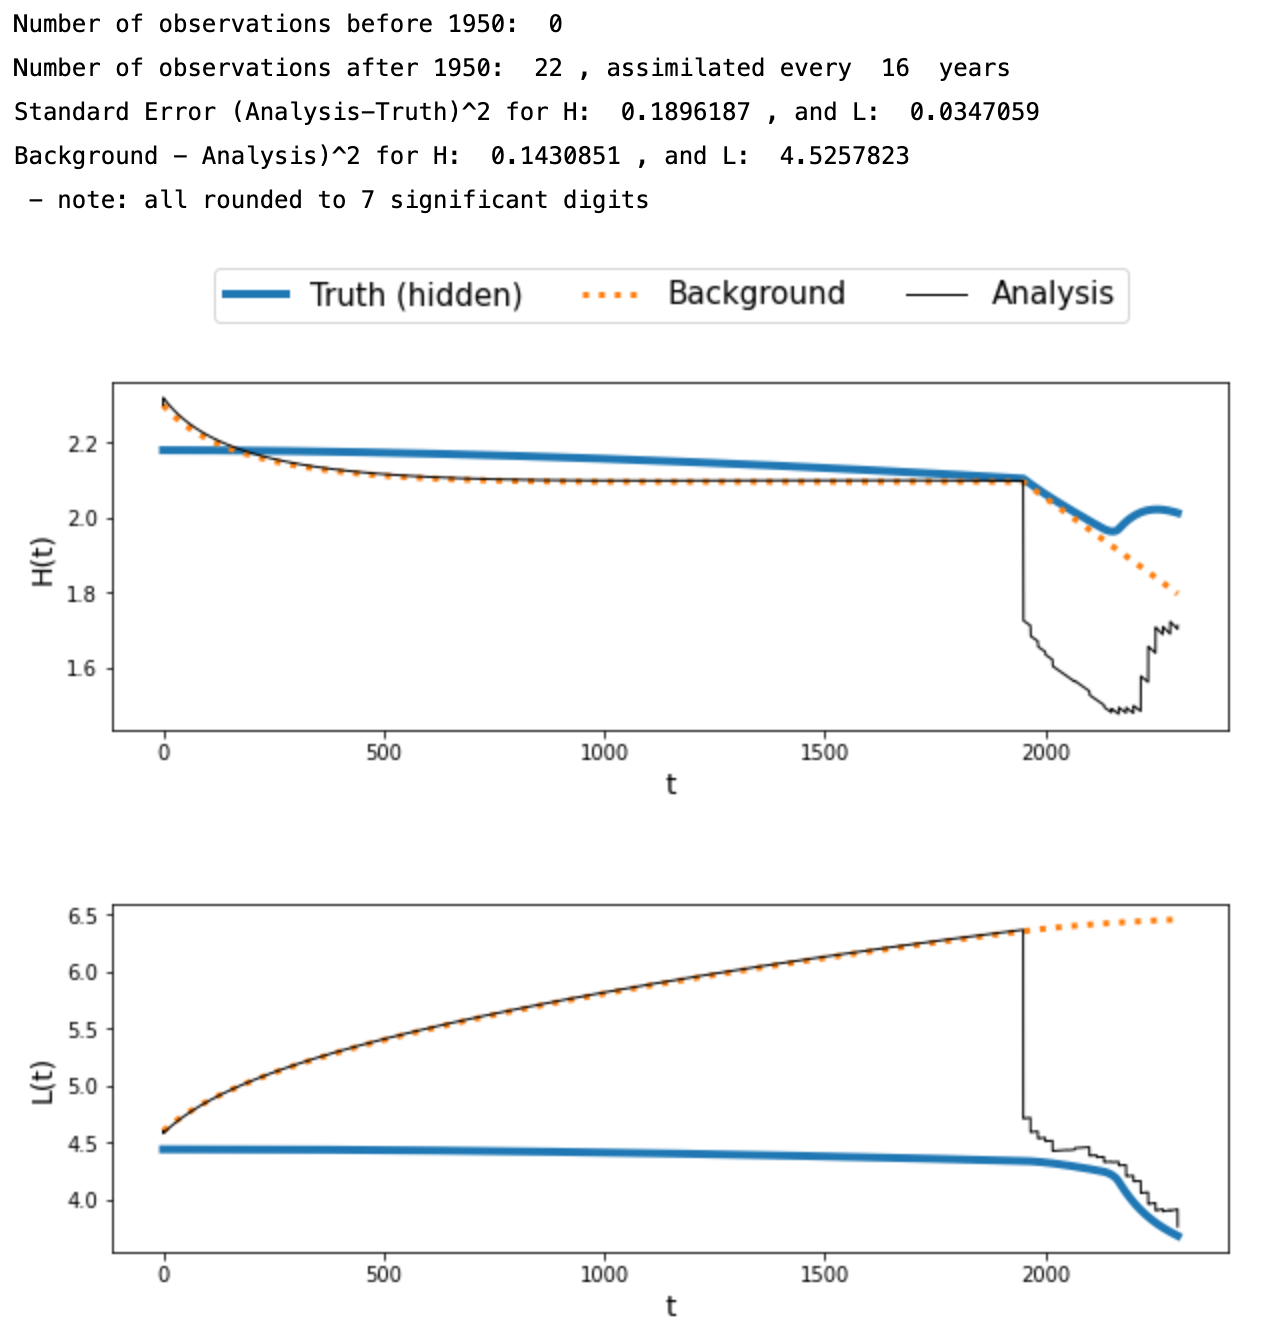 Number of observations before 1950:  0
Number of observations after 1950:  22 , assimilated every  16  years
Standard Error (Analysis-Truth)^2 for H:  0.1896187 , and L:  0.0347059
Background - Analysis)^2 for H:  0.1430851 , and L:  4.5257823
 - note: all rounded to 7 significant digits
Truth (hidden) Background Analysis
2.2
2.0
1.8
1.6
H(t)
0 500 1000 1500 2000
t
6.5
6.0
5.5
5.0
4.5
4.0
L(t)
0 500 1000 1500 2000
t